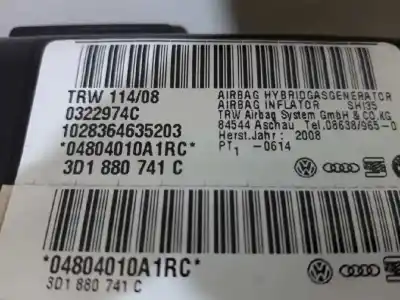 TRW 114/08
0322974C
1028364635203
*04804010A1RC*
3D1 880 741 C
AIRBAG HYBRIDGASGENERATOR
AIRBAG INFLATOR SHI35
TRW Airbag System GmbH & CO.KG
84544 Aschau Tel. 08638/965-0
Herst.Jahr: 2008
PT1 -0614
*04804010A1RC*
3D1 880 741 C